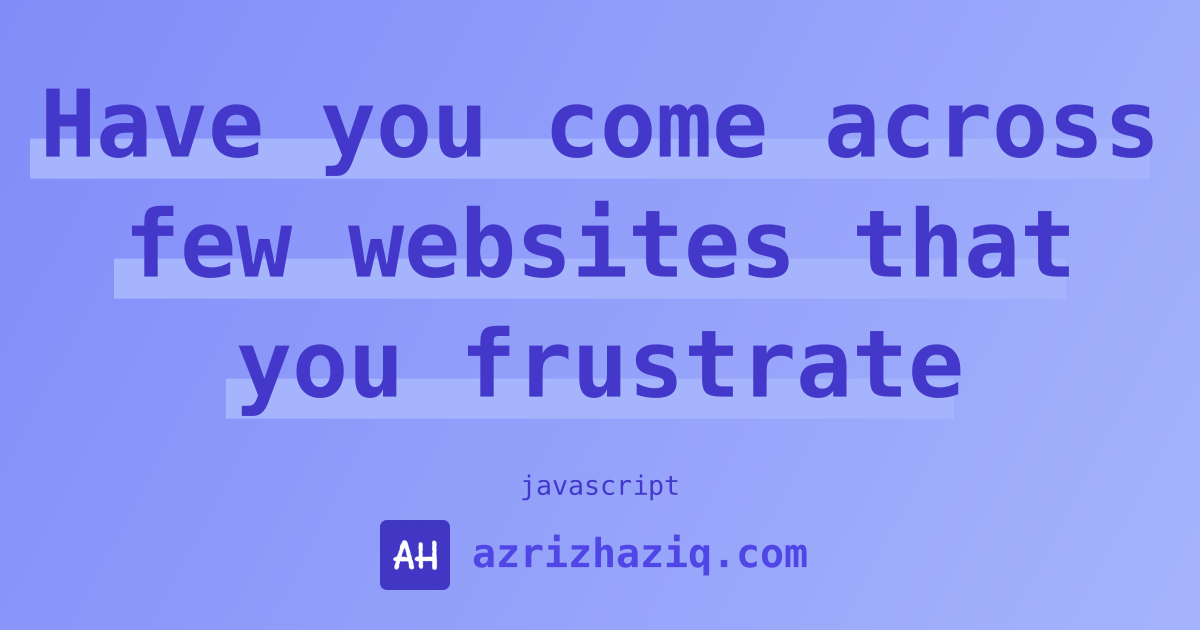 Have you come across
few websites that
you frustrate
javascript
AH azrizhaziq.com